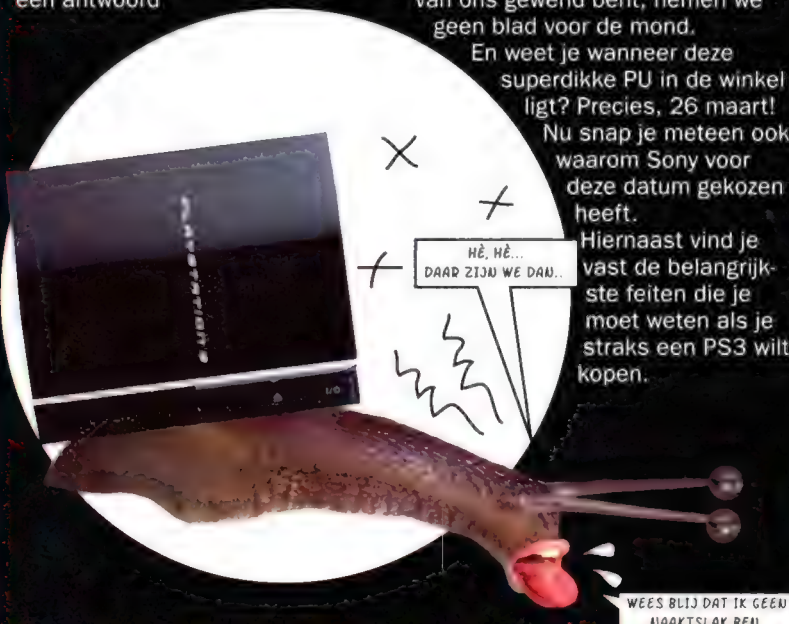 een antwoord
van ons gewend bent, nemen we
geen blad voor de mond.
En weet je wanneer deze
superdikke PU in de winkel
ligt? Precies, 26 maart!
Nu snap je meteen ook
waarom Sony voor
deze datum gekozen
heeft.
Hiernaast vind je
vast de belangrijk-
ste feiten die je
moet weten als je
straks een PS3 wilt
kopen.
PLAYSTATION 3
HÈ, HÈ...
DAAR ZIJN WE DAN..
WEES BLIJ DAT IK GEEN
NAAKTSLAK BEN